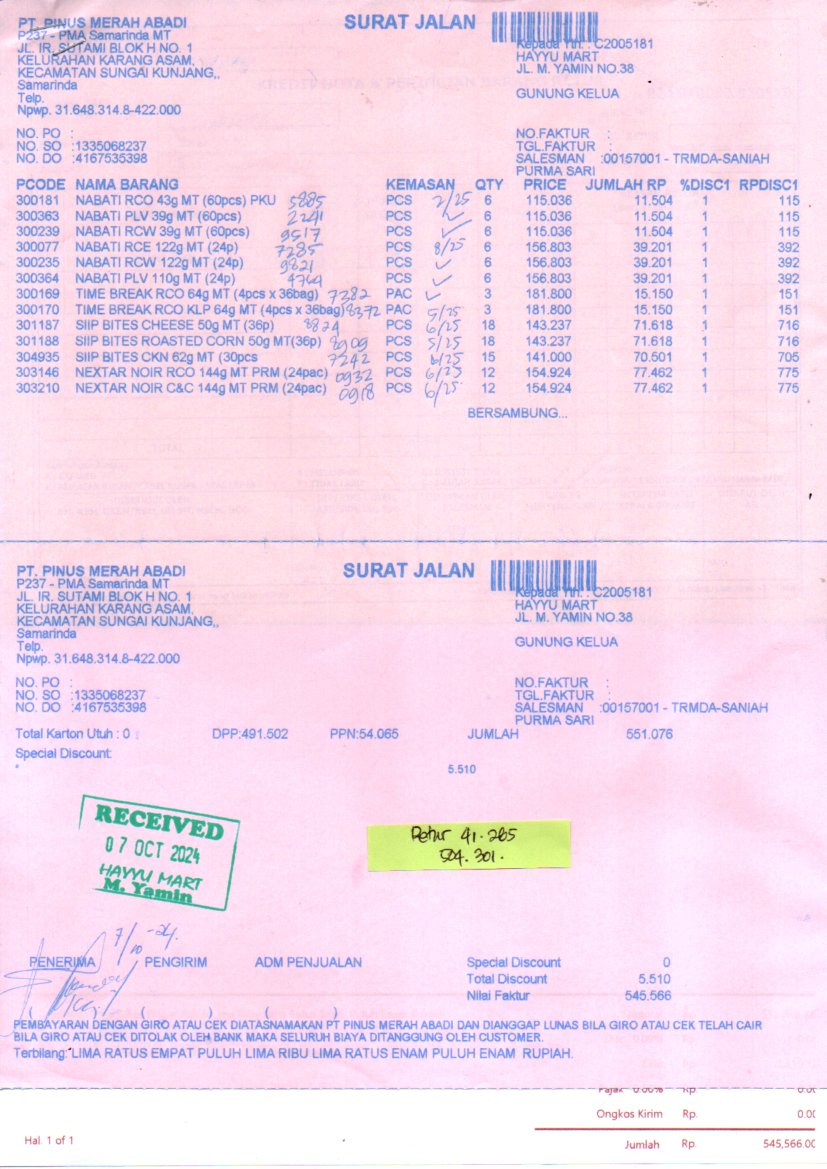 PT. PINUS MERAH ABADI
P237 - PMA Samarinda MT
JL. IR. SUTAMI BLOK H NO. 1
KELURAHAN KARANG ASAM,
KECAMATAN SUNGAI KUNJANG,,
Samarinda
Telp.
Npwp. 31.648.314.8-422.000
SURAT JALAN
Kepada Yth. : C2005181
HAYYU MART
JL. M. YAMIN NO.38
GUNUNG KELUA
NO. PO :
NO. SO :1335068237
NO. DO :4167535398
NO.FAKTUR :
TGL.FAKTUR :
SALESMAN :00157001 - TRMDA-SANIAH
PURMA SARI
PCODE NAMA BARANG KEMASAN QTY PRICE JUMLAH RP %DISC1 RPDISC1
300181 NABATI RCO 43g MT (60pcs) PKU 5885 PCS 2/25 6 115.036 11.504 1 115
300363 NABATI PLV 39g MT (60pcs) 2241 PCS ✓ 6 115.036 11.504 1 115
300239 NABATI RCW 39g MT (60pcs) 9517 PCS ✓ 6 115.036 11.504 1 115
300077 NABATI RCE 122g MT (24p) 7285 PCS 8/25 6 156.803 39.201 1 392
300235 NABATI RCW 122g MT (24p) 9821 PCS ✓ 6 156.803 39.201 1 392
300364 NABATI PLV 110g MT (24p) 4764 PCS ✓ 6 156.803 39.201 1 392
300169 TIME BREAK RCO 64g MT (4pcs x 36bag) 7282 PAC ✓ 3 181.800 15.150 1 151
300170 TIME BREAK RCO KLP 64g MT (4pcs x 36bag) 8372 PAC 5/25 3 181.800 15.150 1 151
301187 SIIP BITES CHEESE 50g MT (36p) 8824 PCS 6/25 18 143.237 71.618 1 716
301188 SIIP BITES ROASTED CORN 50g MT(36p) 8909 PCS 5/25 18 143.237 71.618 1 716
304935 SIIP BITES CKN 62g MT (30pcs 7242 PCS 6/25 15 141.000 70.501 1 705
303146 NEXTAR NOIR RCO 144g MT PRM (24pac) 0932 PCS 6/25 12 154.924 77.462 1 775
303210 NEXTAR NOIR C&C 144g MT PRM (24pac) 0918 PCS 6/25 12 154.924 77.462 1 775
BERSAMBUNG...
PT. PINUS MERAH ABADI
P237 - PMA Samarinda MT
JL. IR. SUTAMI BLOK H NO. 1
KELURAHAN KARANG ASAM,
KECAMATAN SUNGAI KUNJANG,,
Samarinda
Telp.
Npwp. 31.648.314.8-422.000
SURAT JALAN
Kepada Yth. : C2005181
HAYYU MART
JL. M. YAMIN NO.38
GUNUNG KELUA
NO. PO :
NO. SO :1335068237
NO. DO :4167535398
NO.FAKTUR :
TGL.FAKTUR :
SALESMAN :00157001 - TRMDA-SANIAH
PURMA SARI
Total Karton Utuh : 0 DPP:491.502 PPN:54.065 JUMLAH 551.076
Special Discount:
5.510
RECEIVED
07 OCT 2024
HAYYU MART
M. Yamin
Retur 41.265
504.301.
7/10 -24.
PENERIMA PENGIRIM ADM PENJUALAN
Special Discount 0
Total Discount 5.510
Nilai Faktur 545.566
( ) ( ) ( )
PEMBAYARAN DENGAN GIRO ATAU CEK DIATASNAMAKAN PT PINUS MERAH ABADI DAN DIANGGAP LUNAS BILA GIRO ATAU CEK TELAH CAIR
BILA GIRO ATAU CEK DITOLAK OLEH BANK MAKA SELURUH BIAYA DITANGGUNG OLEH CUSTOMER.
Terbilang: LIMA RATUS EMPAT PULUH LIMA RIBU LIMA RATUS ENAM PULUH ENAM RUPIAH.
Pajak 0.00% Rp. 0.00
Ongkos Kirim Rp. 0.00
Hal. 1 of 1
Jumlah Rp. 545,566.00